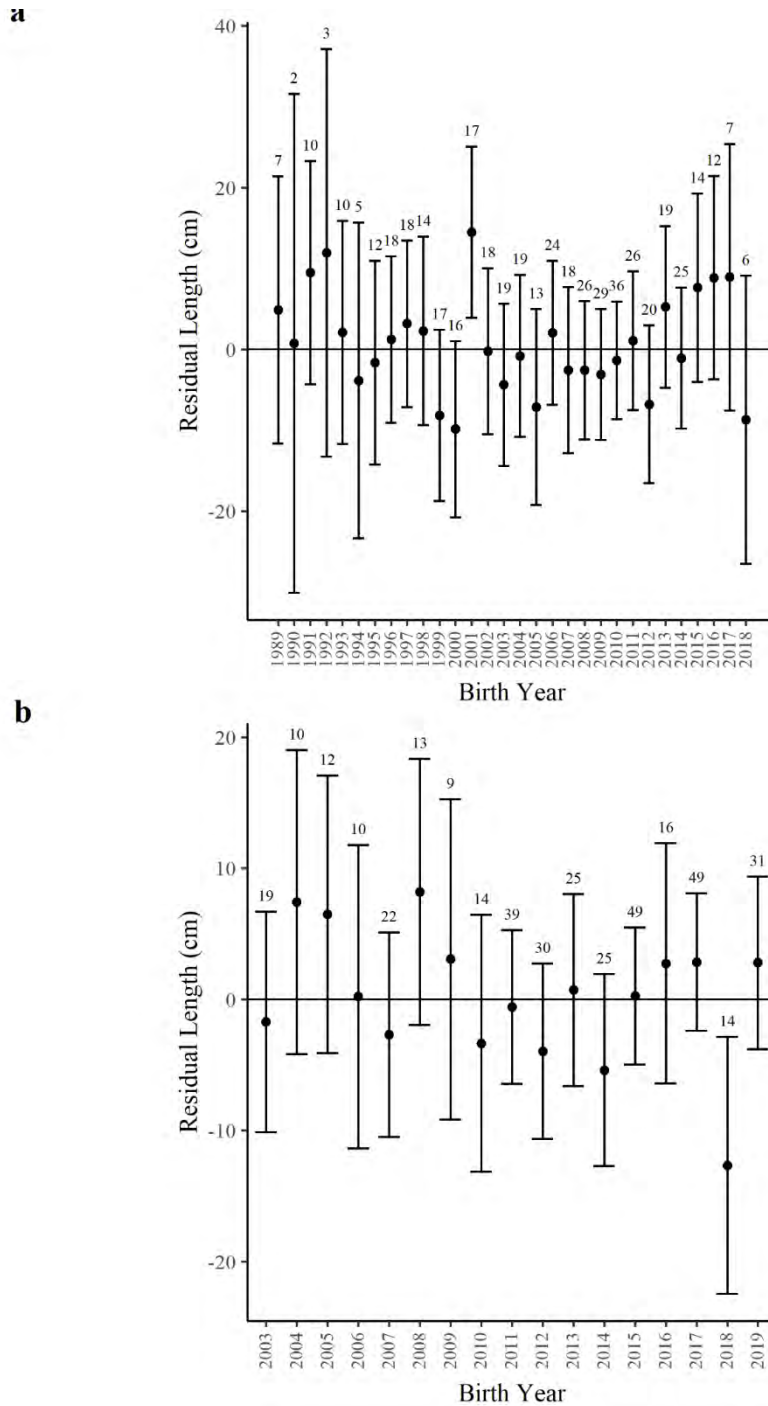 a
40
20
0
-20
Residual Length (cm)
7 2 10 3 10 5 12 18 18 14 17 16 17 18 19 19 13 24 18 26 29 36 26 20 19 25 14 12 7 6
1989 1990 1991 1992 1993 1994 1995 1996 1997 1998 1999 2000 2001 2002 2003 2004 2005 2006 2007 2008 2009 2010 2011 2012 2013 2014 2015 2016 2017 2018
Birth Year
b
20
10
0
-10
-20
Residual Length (cm)
19 10 12 10 22 13 9 14 39 30 25 25 49 16 49 14 31
2003 2004 2005 2006 2007 2008 2009 2010 2011 2012 2013 2014 2015 2016 2017 2018 2019
Birth Year